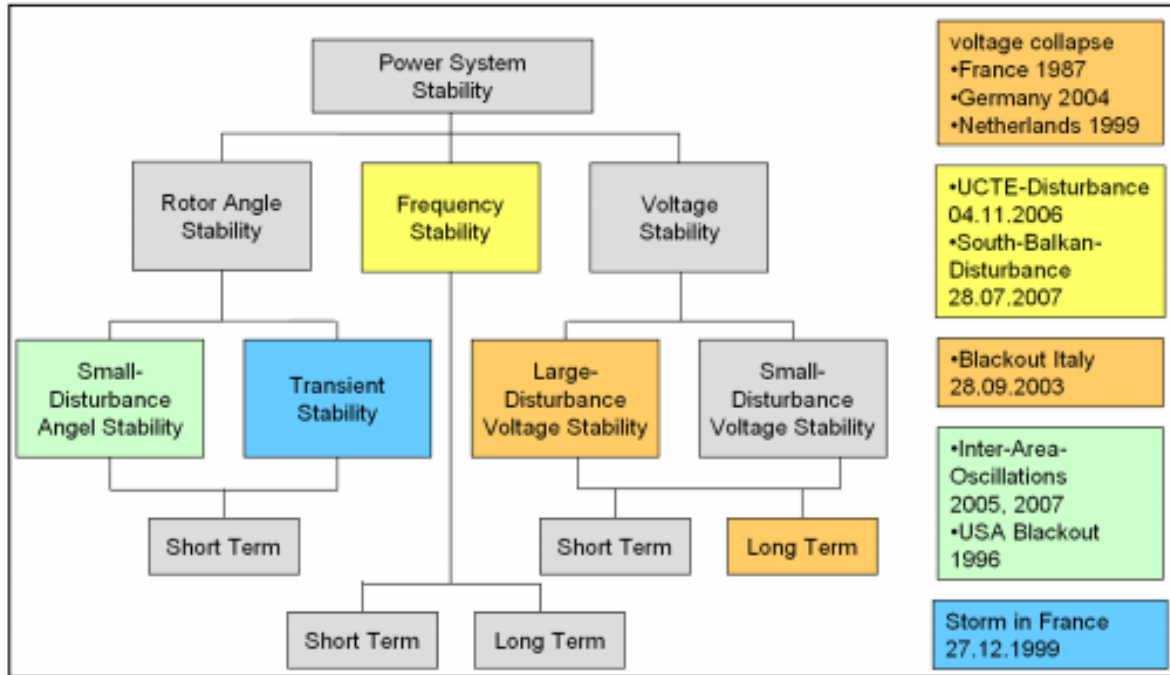 Power System
Stability
Rotor Angle
Stability
Frequency
Stability
Voltage
Stability
Small-
Disturbance
Angel Stability
Transient
Stability
Large-
Disturbance
Voltage Stability
Small-
Disturbance
Voltage Stability
Short Term
Short Term
Long Term
Short Term
Long Term
voltage collapse
•France 1987
•Germany 2004
•Netherlands 1999
•UCTE-Disturbance
04.11.2006
•South-Balkan-
Disturbance
28.07.2007
•Blackout Italy
28.09.2003
•Inter-Area-
Oscillations
2005, 2007
•USA Blackout
1996
Storm in France
27.12.1999